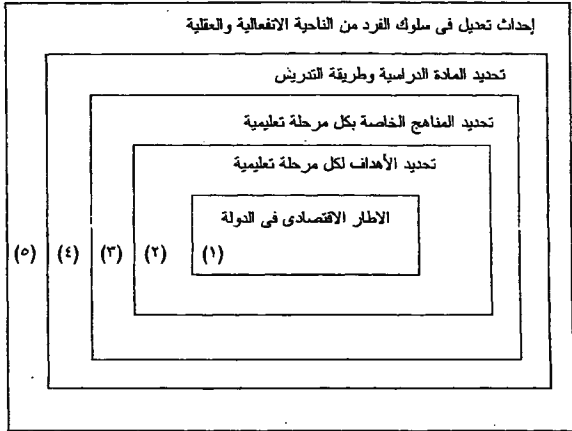 إحداث تعديل فى سلوك الفرد من الناحية الانفعالية والعقلية
تحديد المادة الدراسية وطريقة التدريس
تحديد المناهج الخاصة بكل مرحلة تعليمية
تحديد الأهداف لكل مرحلة تعليمية
الاطار الاقتصادى فى الدولة
(١) (٢) (٣) (٤) (٥)